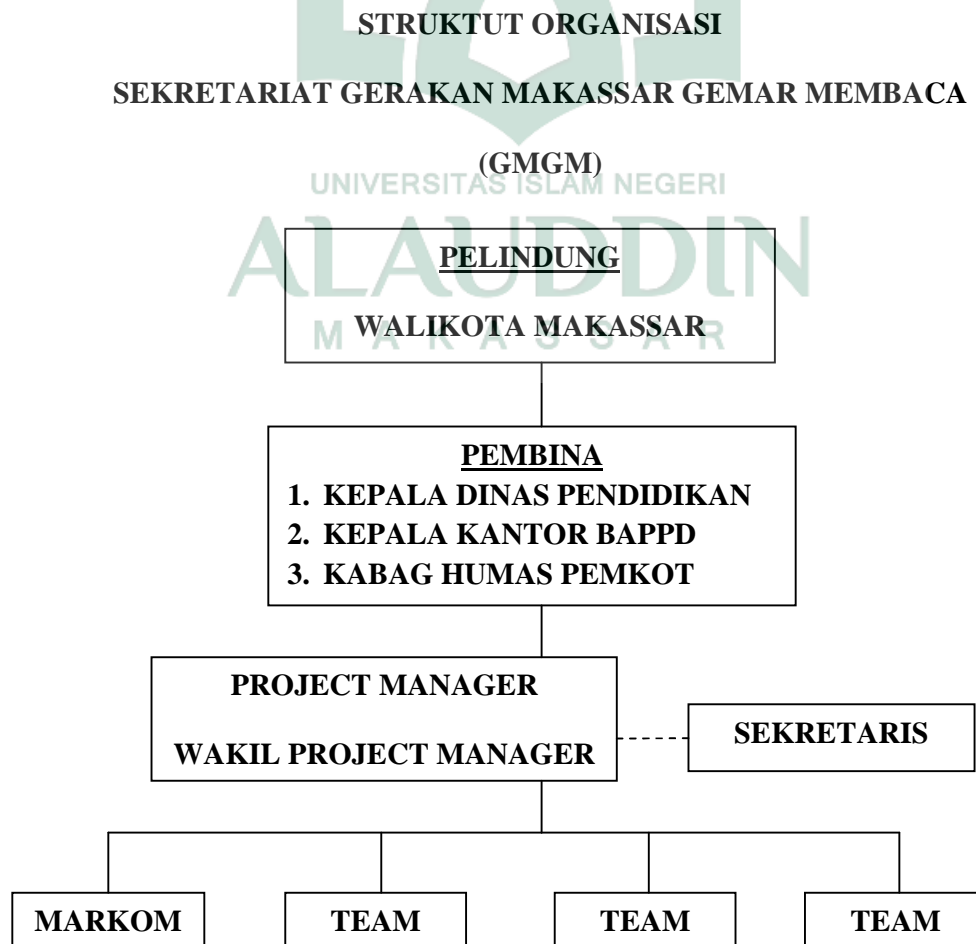 STRUKTUT ORGANISASI
SEKRETARIAT GERAKAN MAKASSAR GEMAR MEMBACA
(GMGM)
UNIVERSITAS ISLAM NEGERI
ALAUDDIN
MAKASSAR
PELINDUNG
WALIKOTA MAKASSAR
PEMBINA
1. KEPALA DINAS PENDIDIKAN
2. KEPALA KANTOR BAPPD
3. KABAG HUMAS PEMKOT
PROJECT MANAGER
WAKIL PROJECT MANAGER
SEKRETARIS
MARKOM
TEAM
TEAM
TEAM